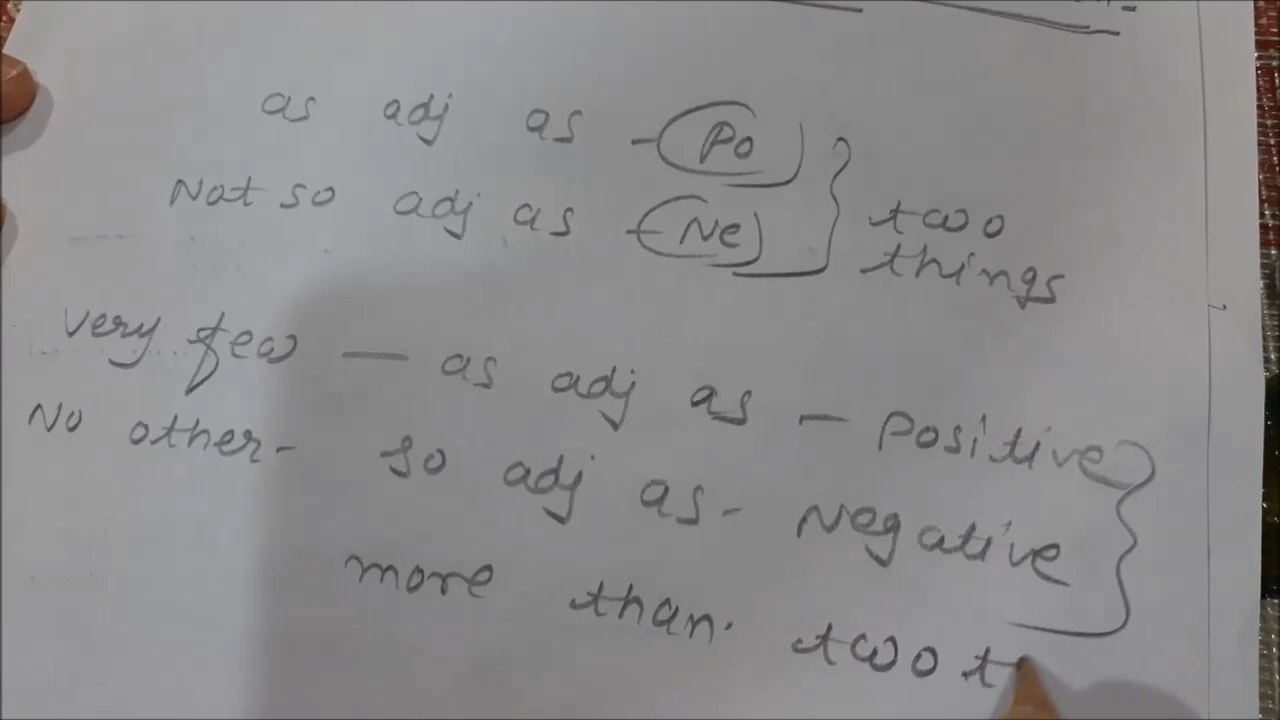 as adj as - Po
Not so adj as - Ne
two
things
very few — as adj as - Positive
No other - so adj as - Negative
more than two t